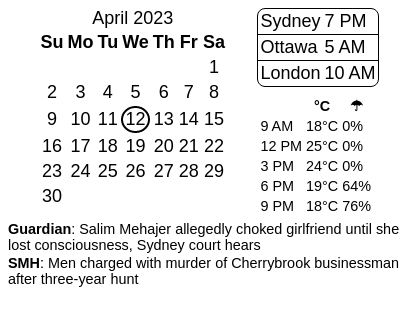 April 2023
Su Mo Tu We Th Fr Sa
1
2 3 4 5 6 7 8
9 10 11 12 13 14 15
16 17 18 19 20 21 22
23 24 25 26 27 28 29
30
Sydney 7 PM
Ottawa 5 AM
London 10 AM
°C ☂
9 AM 18°C 0%
12 PM 25°C 0%
3 PM 24°C 0%
6 PM 19°C 64%
9 PM 18°C 76%
Guardian: Salim Mehajer allegedly choked girlfriend until she
lost consciousness, Sydney court hears
SMH: Men charged with murder of Cherrybrook businessman
after three-year hunt